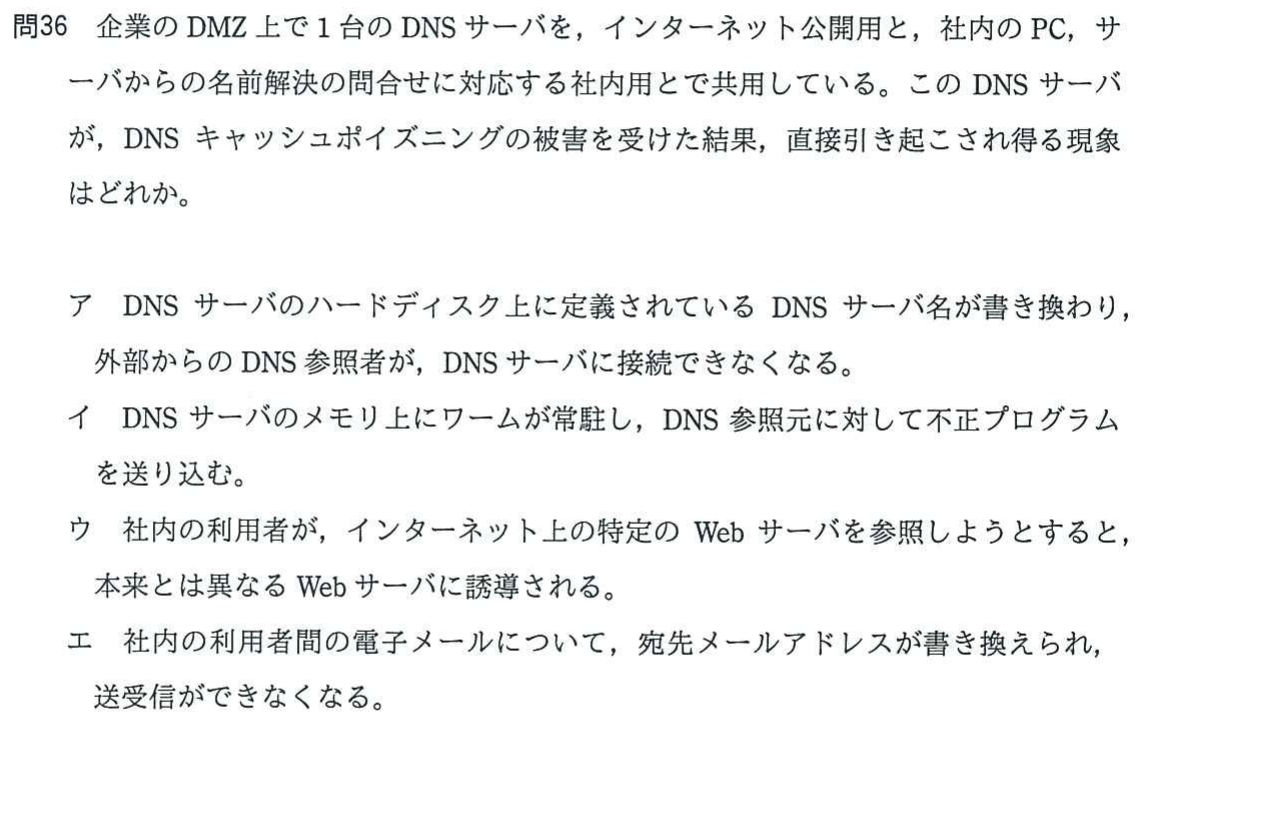 問36 企業の DMZ 上で 1 台の DNS サーバを，インターネット公開用と，社内の PC，サ
ーバからの名前解決の問合せに対応する社内用とで共用している。この DNS サーバ
が，DNS キャッシュポイズニングの被害を受けた結果，直接引き起こされ得る現象
はどれか。
ア DNS サーバのハードディスク上に定義されている DNS サーバ名が書き換わり，
外部からの DNS 参照者が，DNS サーバに接続できなくなる。
イ DNS サーバのメモリ上にワームが常駐し，DNS 参照元に対して不正プログラム
を送り込む。
ウ 社内の利用者が，インターネット上の特定の Web サーバを参照しようとすると，
本来とは異なる Web サーバに誘導される。
エ 社内の利用者間の電子メールについて，宛先メールアドレスが書き換えられ，
送受信ができなくなる。